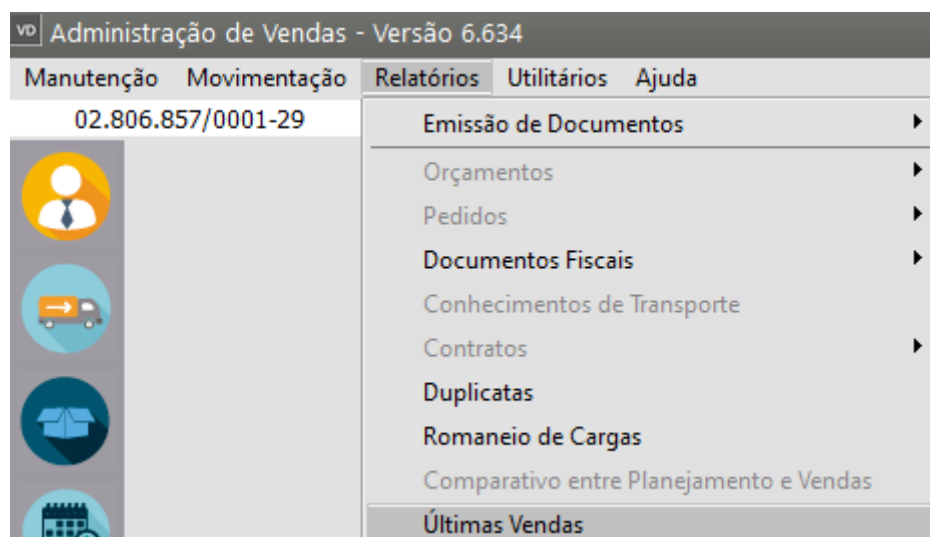 VD Administração de Vendas - Versão 6.634
Manutenção Movimentação Relatórios Utilitários Ajuda
02.806.857/0001-29
Emissão de Documentos
Orçamentos
Pedidos
Documentos Fiscais
Conhecimentos de Transporte
Contratos
Duplicatas
Romaneio de Cargas
Comparativo entre Planejamento e Vendas
Últimas Vendas